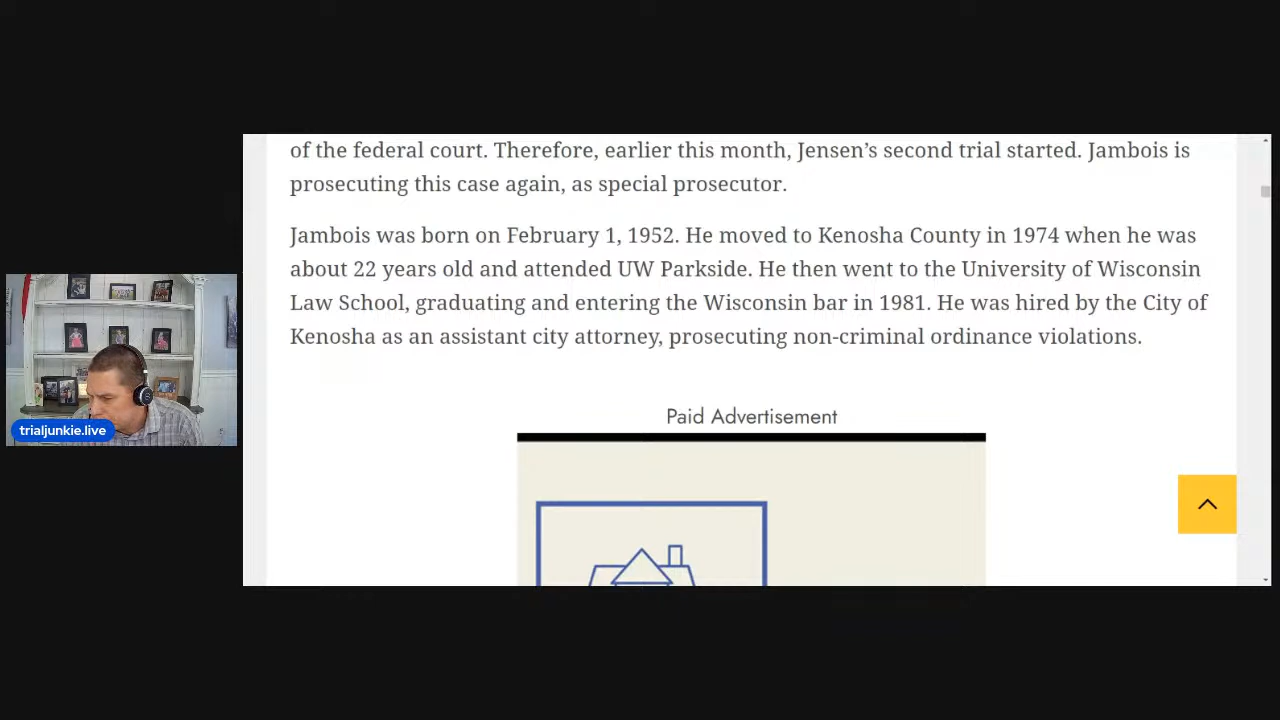 of the federal court. Therefore, earlier this month, Jensen’s second trial started. Jambois is
prosecuting this case again, as special prosecutor.
Jambois was born on February 1, 1952. He moved to Kenosha County in 1974 when he was
about 22 years old and attended UW Parkside. He then went to the University of Wisconsin
Law School, graduating and entering the Wisconsin bar in 1981. He was hired by the City of
Kenosha as an assistant city attorney, prosecuting non-criminal ordinance violations.
Paid Advertisement
trialjunkie.live